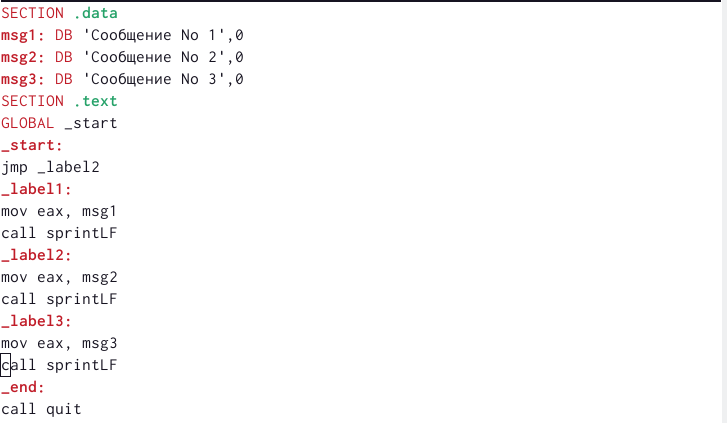 SECTION .data
msg1: DB 'Сообщение No 1',0
msg2: DB 'Сообщение No 2',0
msg3: DB 'Сообщение No 3',0
SECTION .text
GLOBAL _start
_start:
jmp _label2
_label1:
mov eax, msg1
call sprintLF
_label2:
mov eax, msg2
call sprintLF
_label3:
mov eax, msg3
call sprintLF
_end:
call quit